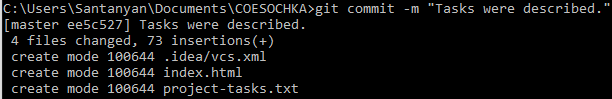 C:\Users\Santanyan\Documents\COESOCHKA>git commit -m "Tasks were described."
[master ee5c527] Tasks were described.
 4 files changed, 73 insertions(+)
 create mode 100644 .idea/vcs.xml
 create mode 100644 index.html
 create mode 100644 project-tasks.txt